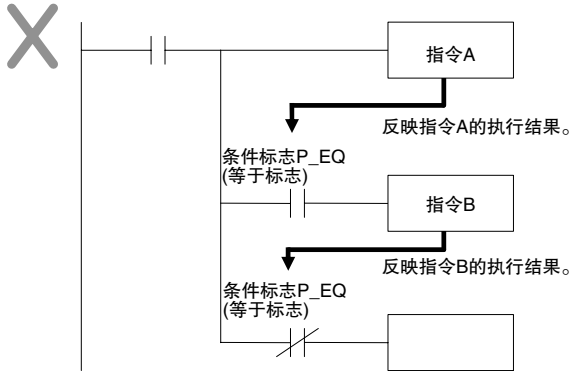 指令A
反映指令A的执行结果。
条件标志P_EQ
(等于标志)
指令B
反映指令B的执行结果。
条件标志P_EQ
(等于标志)